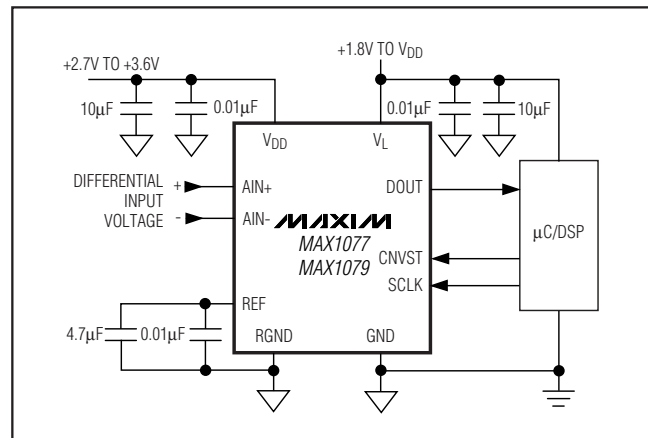 +2.7V TO +3.6V
+1.8V TO VDD
10µF
0.01µF
0.01µF
10µF
VDD
VL
DIFFERENTIAL
INPUT
VOLTAGE
+
-
AIN+
AIN-
DOUT
MAXIM
MAX1077
MAX1079
µC/DSP
CNVST
SCLK
REF
4.7µF
0.01µF
RGND
GND